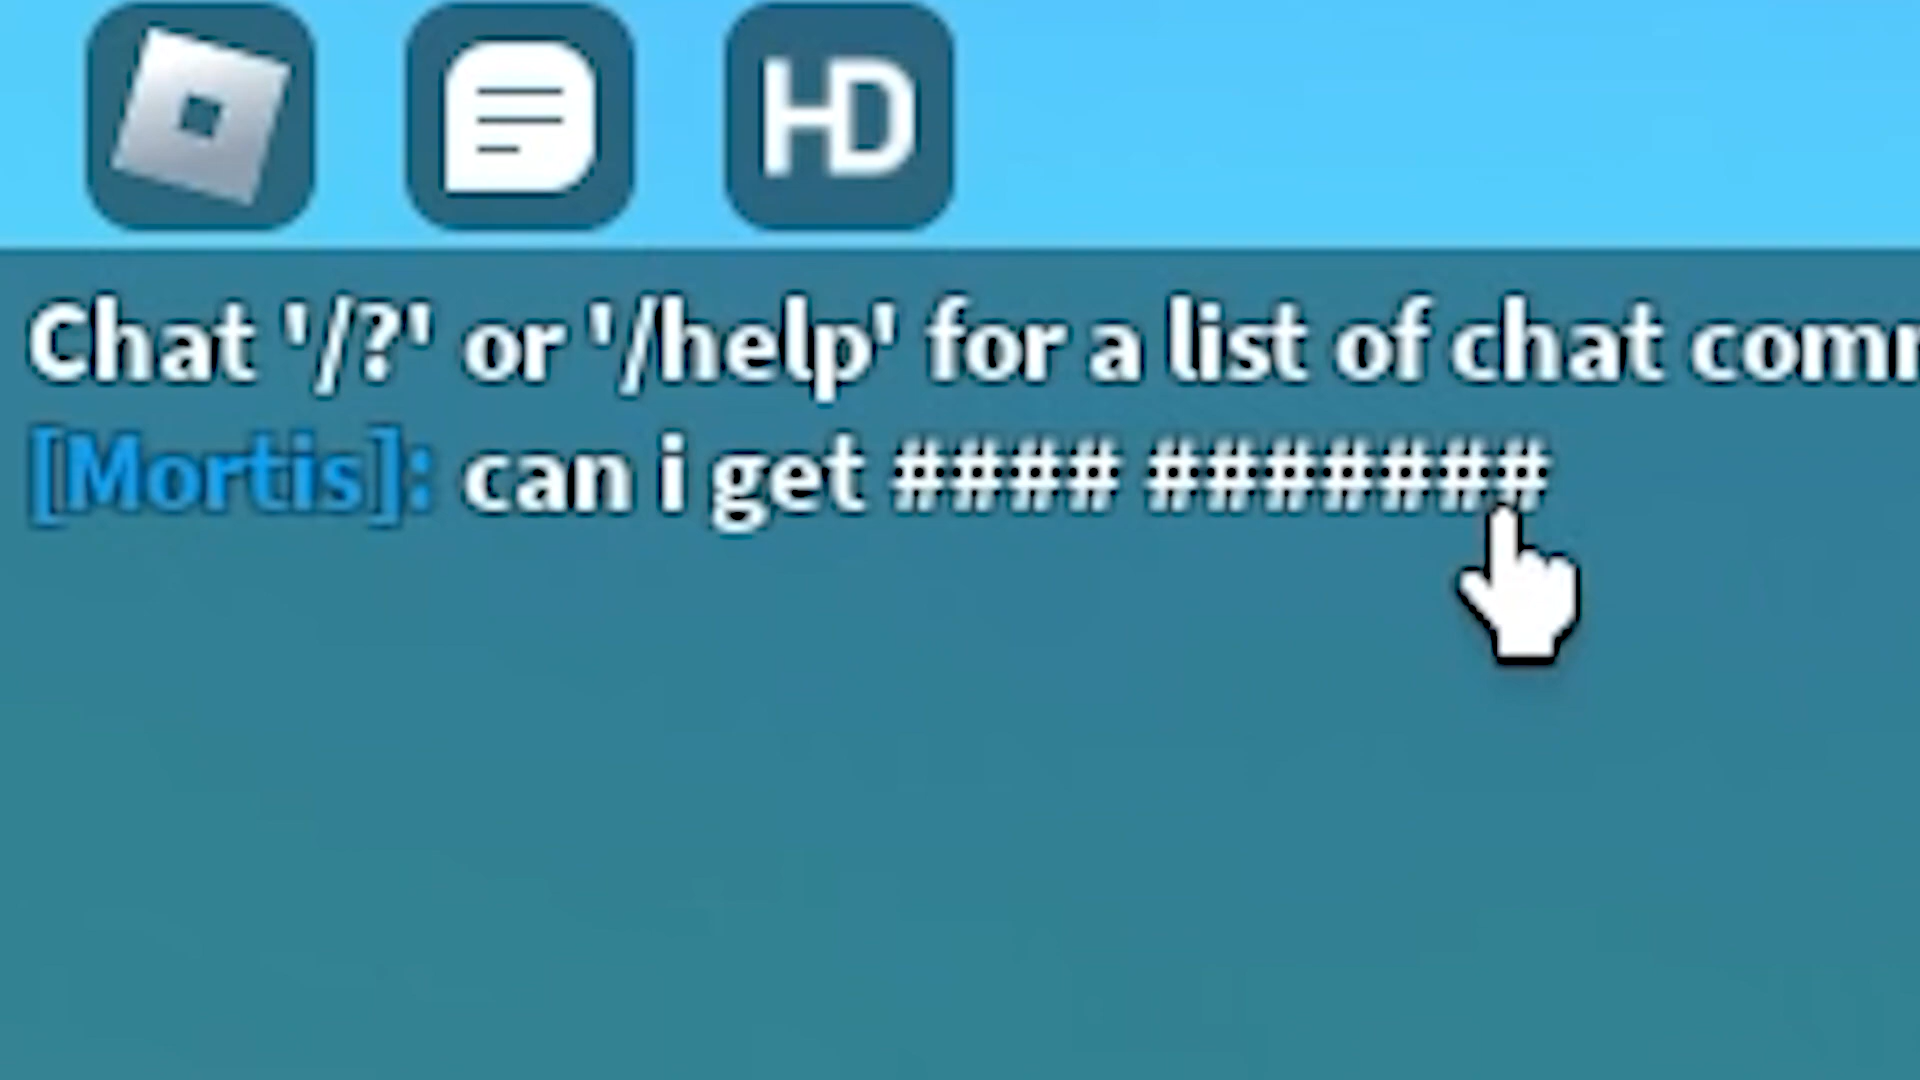 HD
Chat '/?' or '/help' for a list of chat comm
[Mortis]: can i get #### #######